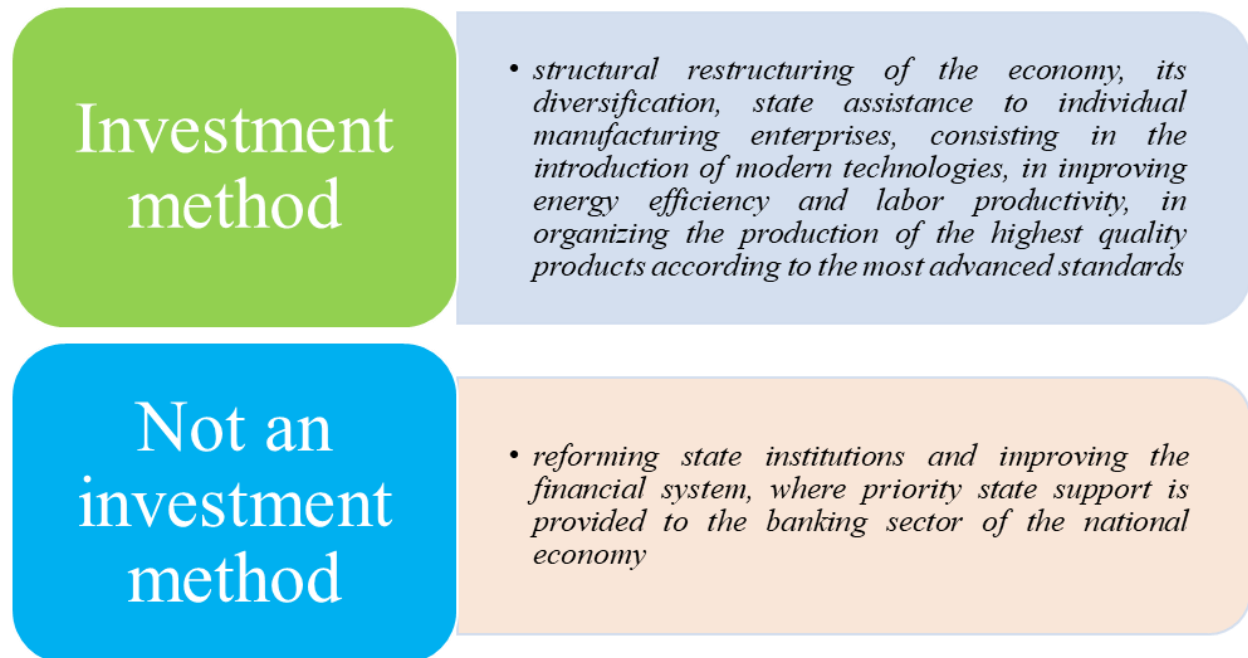 Investment
method
• structural restructuring of the economy, its
diversification, state assistance to individual
manufacturing enterprises, consisting in the
introduction of modern technologies, in improving
energy efficiency and labor productivity, in
organizing the production of the highest quality
products according to the most advanced standards
Not an
investment
method
• reforming state institutions and improving the
financial system, where priority state support is
provided to the banking sector of the national
economy